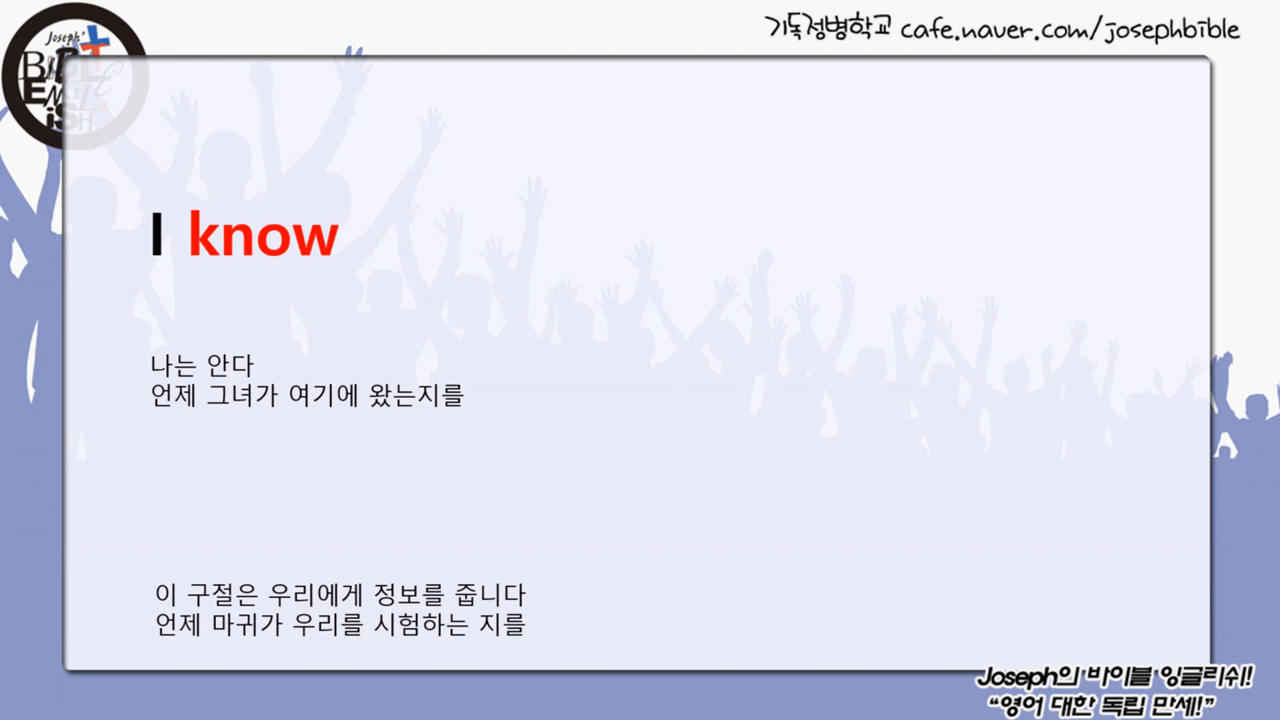 기독정병학교 cafe.naver.com/josephbible
Joseph'
BIBLE
ENGL
iSH
I know
나는 안다
언제 그녀가 여기에 왔는지를
이 구절은 우리에게 정보를 줍니다
언제 마귀가 우리를 시험하는 지를
Joseph의 바이블 잉글리쉬!
“영어 대한 독립 만세!”